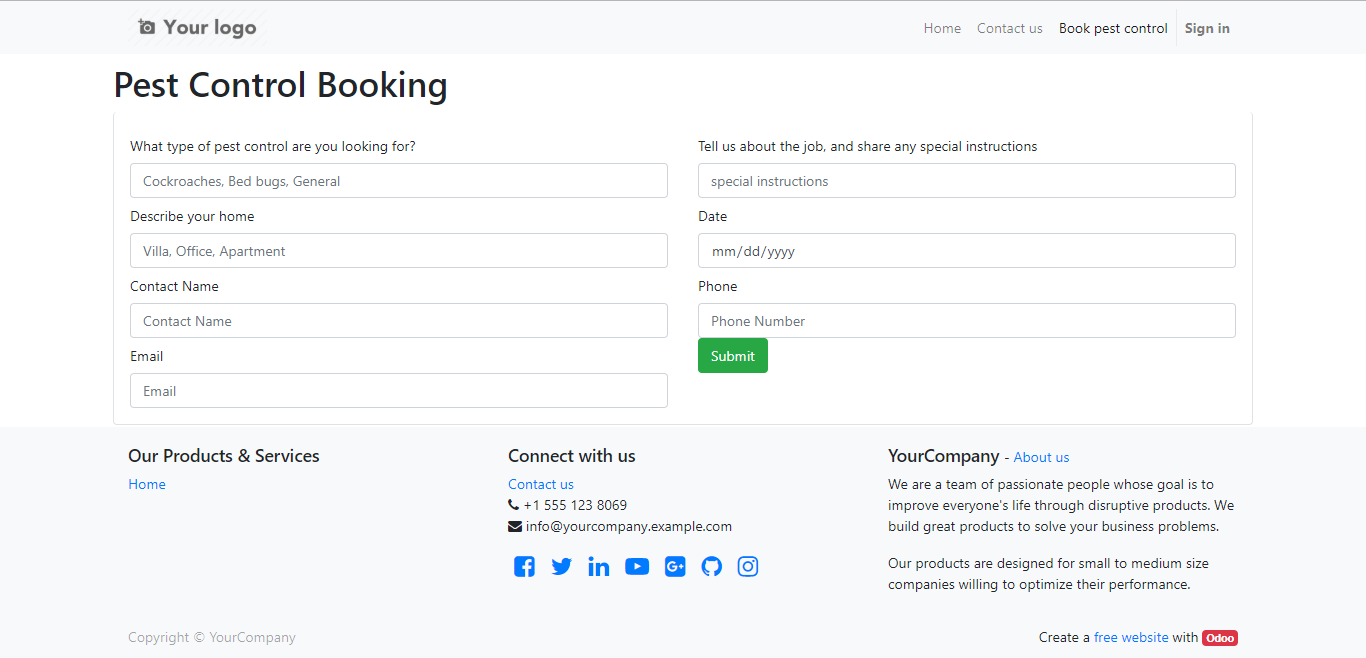 Your logo
Home Contact us Book pest control Sign in
Pest Control Booking
What type of pest control are you looking for?
Cockroaches, Bed bugs, General
Describe your home
Villa, Office, Apartment
Contact Name
Contact Name
Email
Email
Tell us about the job, and share any special instructions
special instructions
Date
mm/dd/yyyy
Phone
Phone Number
Submit
Our Products & Services
Home
Connect with us
Contact us
+1 555 123 8069
info@yourcompany.example.com
YourCompany - About us
We are a team of passionate people whose goal is to
improve everyone's life through disruptive products. We
build great products to solve your business problems.
Our products are designed for small to medium size
companies willing to optimize their performance.
Copyright © YourCompany
Create a free website with Odoo